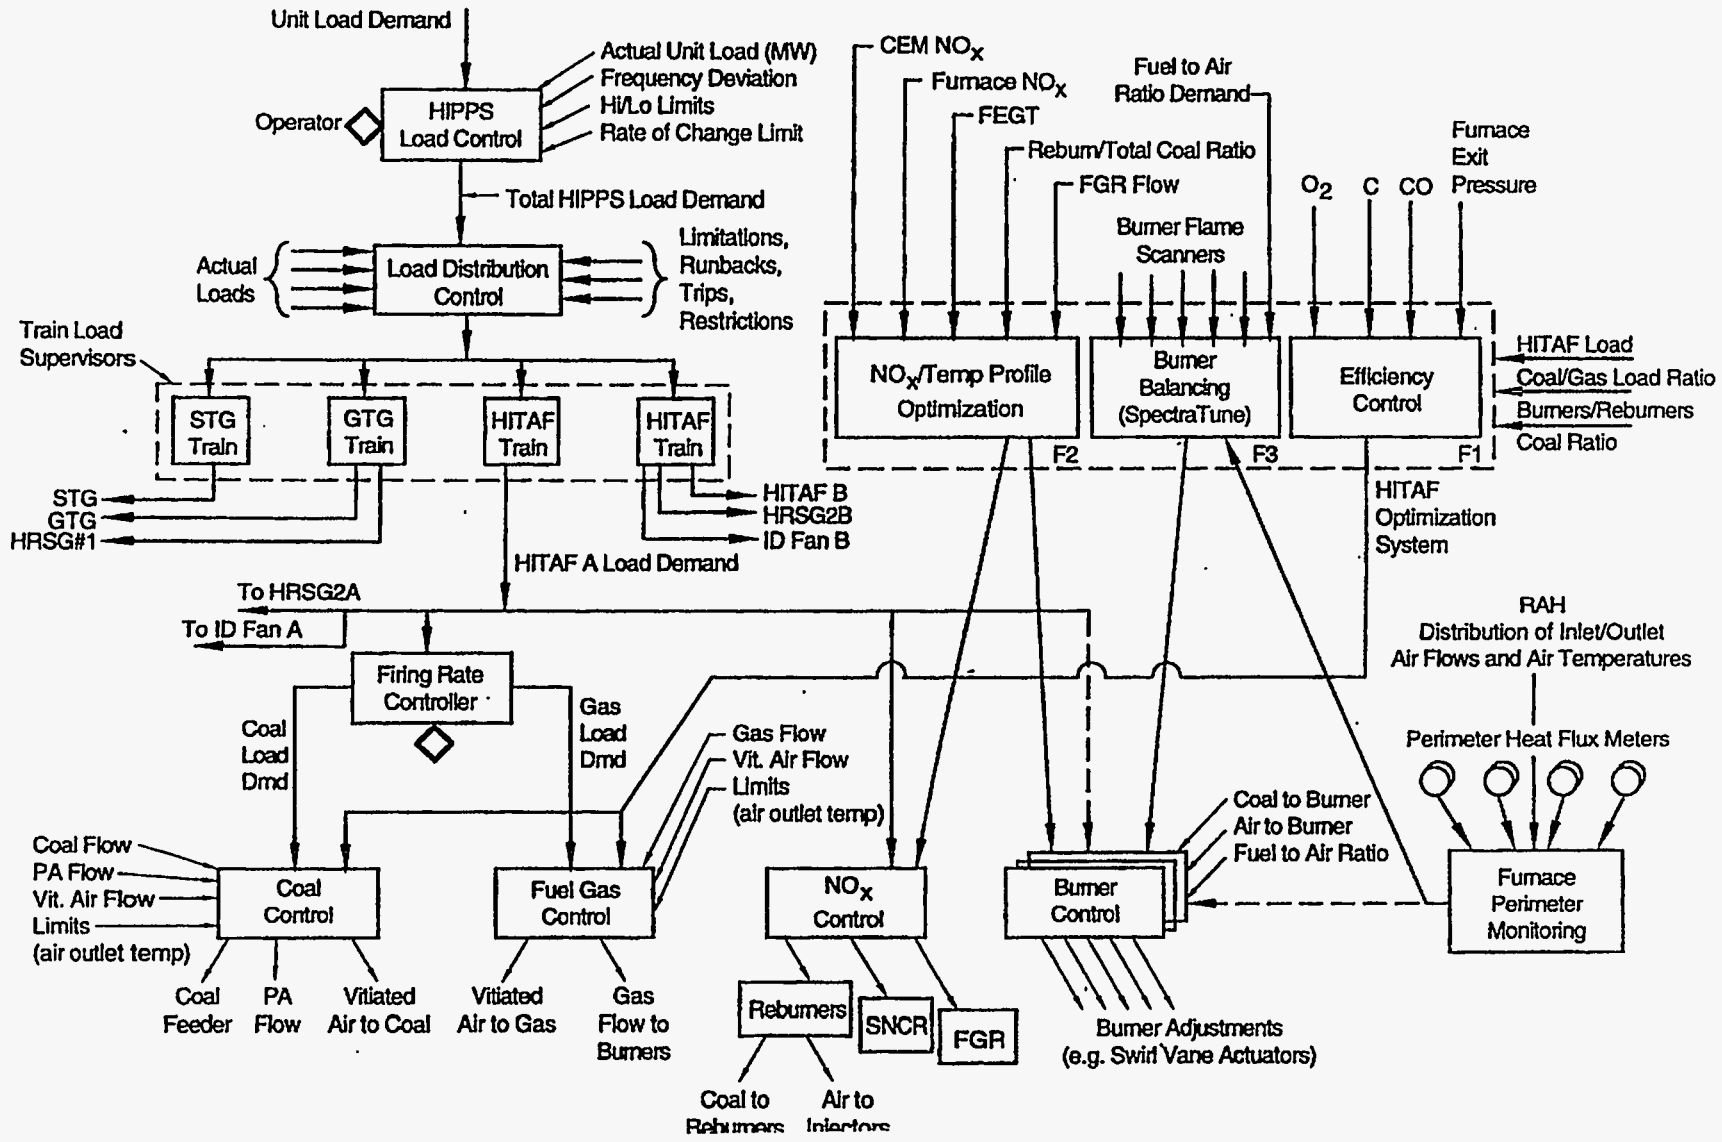 Unit Load Demand
Actual Unit Load (MW)
Frequency Deviation
Hi/Lo Limits
Rate of Change Limit
Operator
HIPPS
Load Control
Total HIPPS Load Demand
Actual
Loads
Load Distribution
Control
Limitations,
Runbacks,
Trips,
Restrictions
Train Load
Supervisors
STG
Train
GTG
Train
HITAF
Train
HITAF
Train
STG
GTG
HRSG#1
HITAF B
HRSG2B
ID Fan B
HITAF A Load Demand
To HRSG2A
To ID Fan A
CEM NOx
Furnace NOx
FEGT
Reburn/Total Coal Ratio
FGR Flow
Fuel to Air
Ratio Demand
Burner Flame
Scanners
O2
C
CO
Furnace
Exit
Pressure
NOx/Temp Profile
Optimization
F2
Burner
Balancing
(SpectraTune)
F3
Efficiency
Control
F1
HITAF Load
Coal/Gas Load Ratio
Burners/Reburners
Coal Ratio
HITAF
Optimization
System
RAH
Distribution of Inlet/Outlet
Air Flows and Air Temperatures
Perimeter Heat Flux Meters
Furnace
Perimeter
Monitoring
Firing Rate
Controller
Coal
Load
Dmd
Gas
Load
Dmd
Gas Flow
Vit. Air Flow
Limits
(air outlet temp)
Coal Flow
PA Flow
Vit. Air Flow
Limits
(air outlet temp)
Coal
Control
Fuel Gas
Control
NOx
Control
Burner
Control
Coal to Burner
Air to Burner
Fuel to Air Ratio
Coal
Feeder
PA
Flow
Vitiated
Air to Coal
Vitiated
Air to Gas
Gas
Flow to
Burners
Reburners
SNCR
FGR
Coal to
Reburners
Air to
Injectors
Burner Adjustments
(e.g. Swirl Vane Actuators)